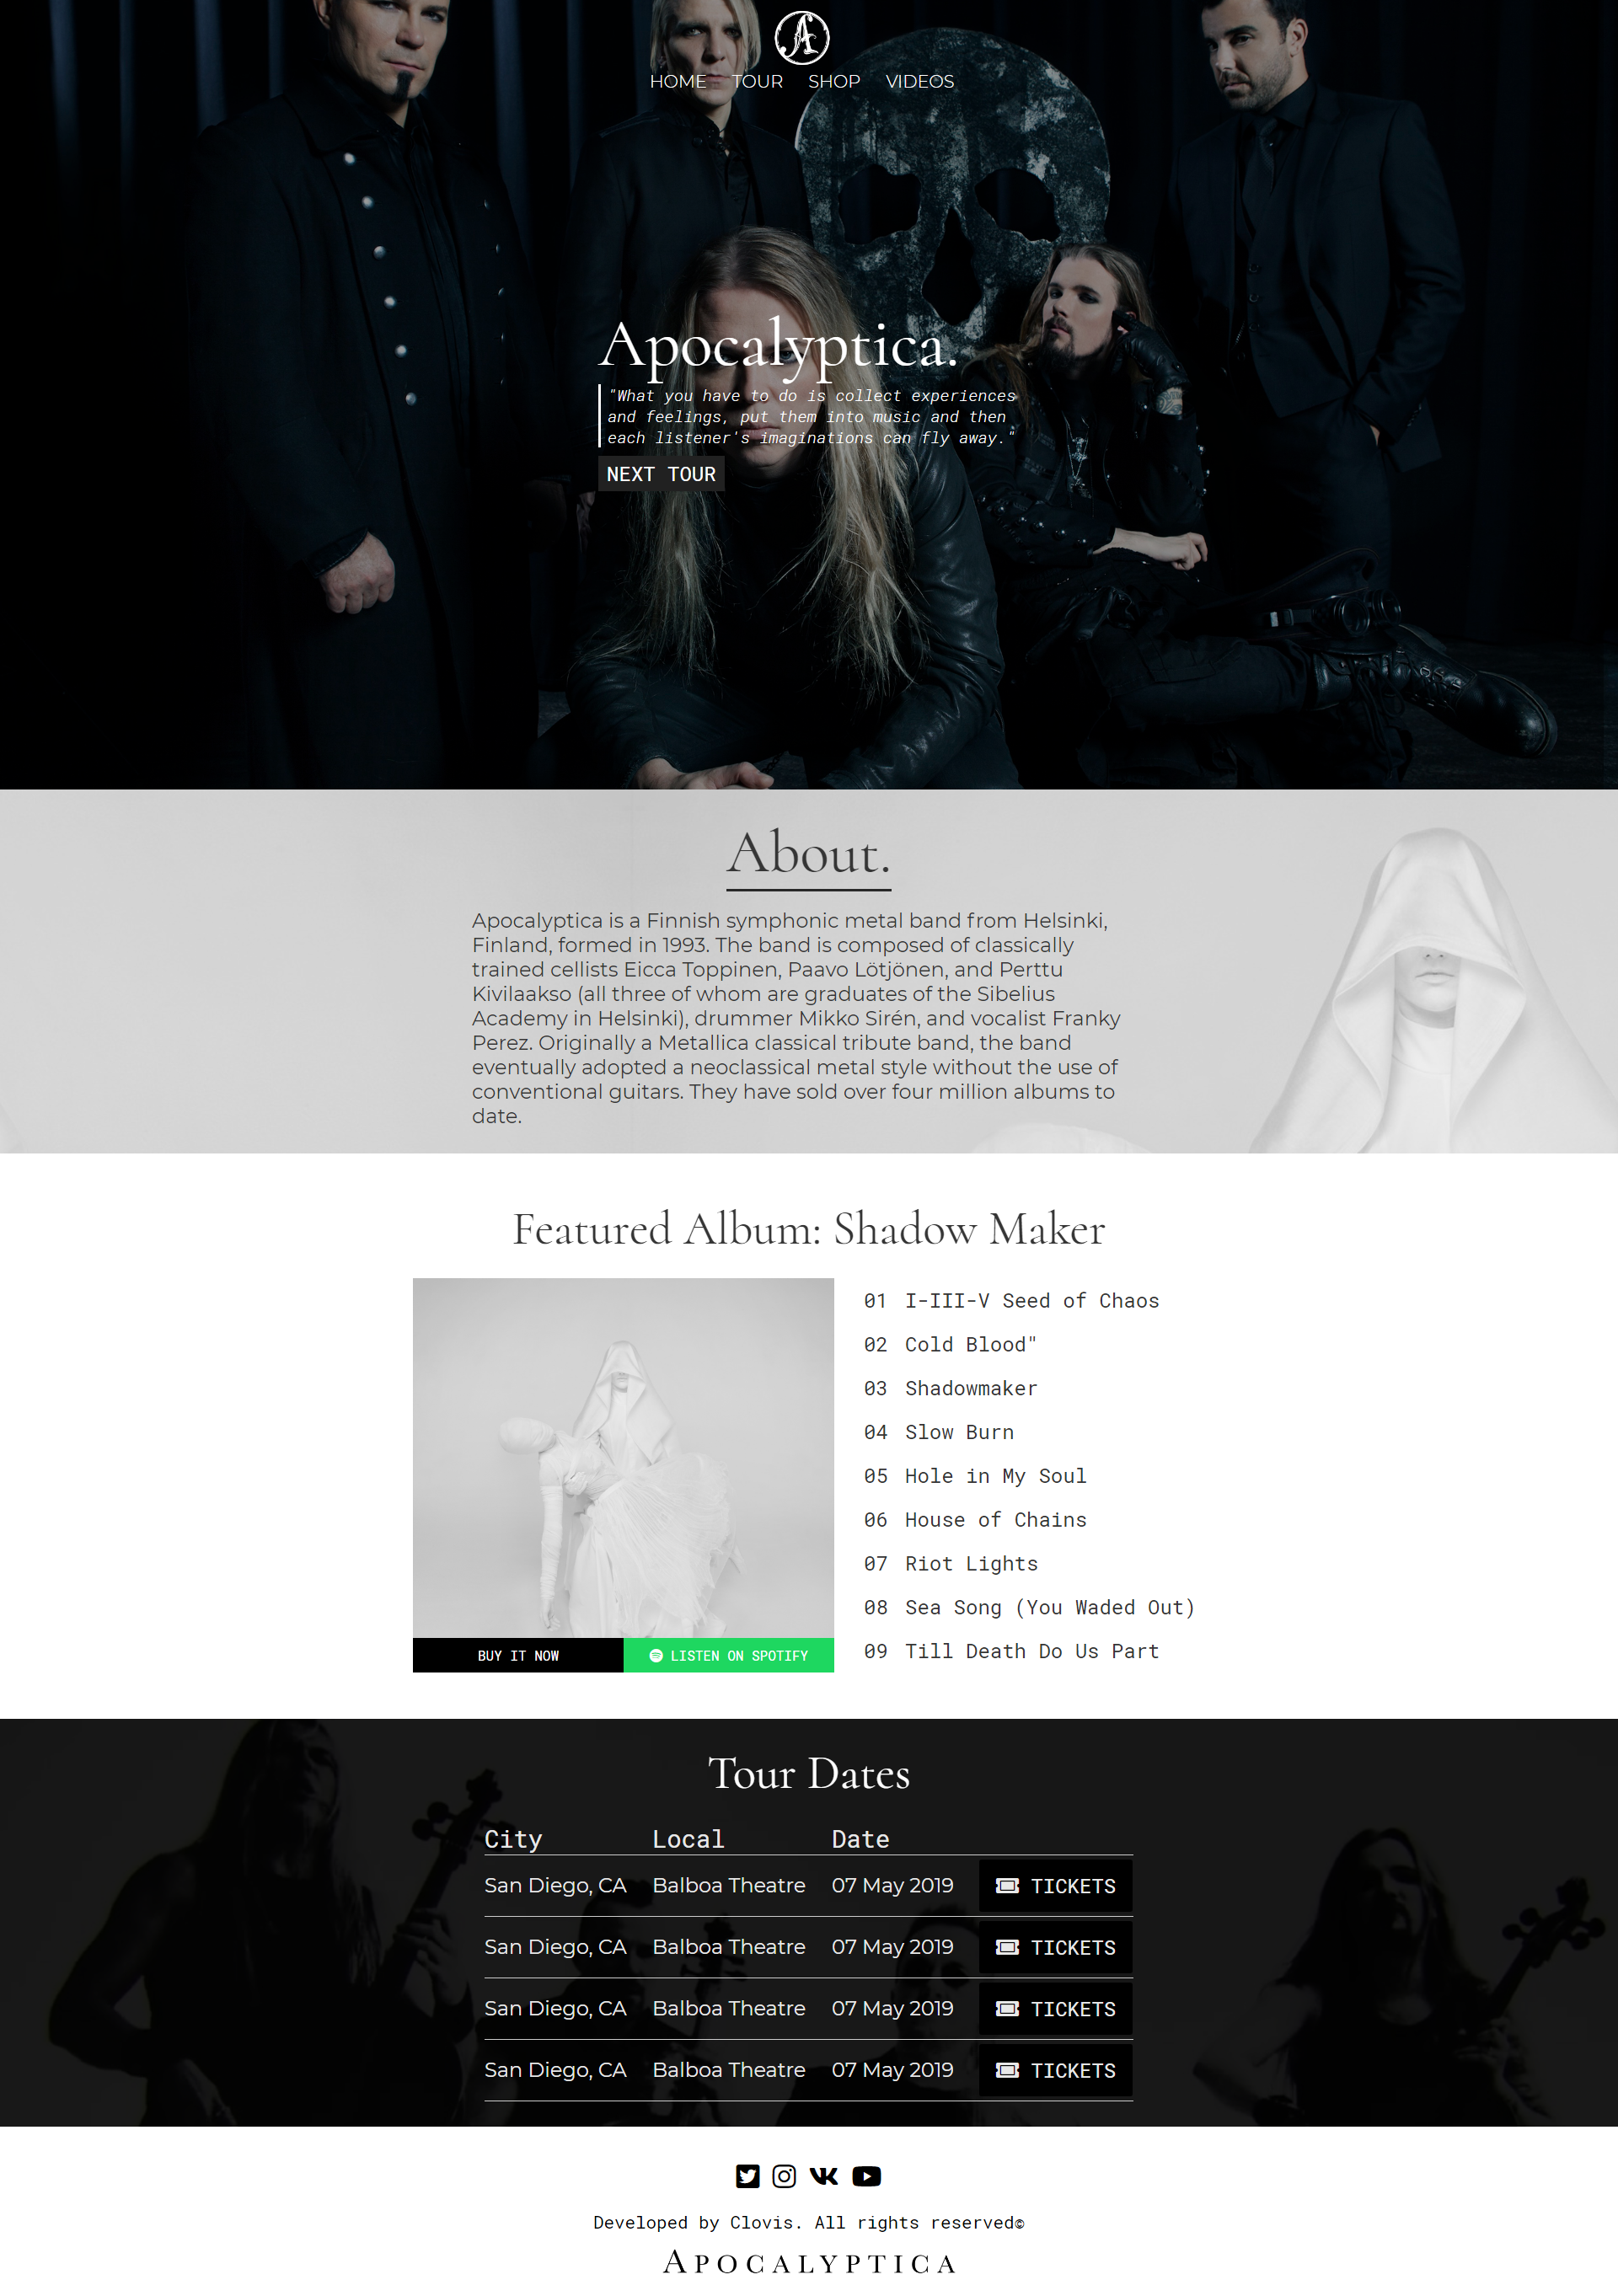 A
HOME TOUR SHOP VIDEOS
Apocalyptica.
"What you have to do is collect experiences
and feelings, put them into music and then
each listener's imaginations can fly away."
NEXT TOUR
About.
Apocalyptica is a Finnish symphonic metal band from Helsinki,
Finland, formed in 1993. The band is composed of classically
trained cellists Eicca Toppinen, Paavo Lötjönen, and Perttu
Kivilaakso (all three of whom are graduates of the Sibelius
Academy in Helsinki), drummer Mikko Sirén, and vocalist Franky
Perez. Originally a Metallica classical tribute band, the band
eventually adopted a neoclassical metal style without the use of
conventional guitars. They have sold over four million albums to
date.
Featured Album: Shadow Maker
01 I-III-V Seed of Chaos
02 Cold Blood"
03 Shadowmaker
04 Slow Burn
05 Hole in My Soul
06 House of Chains
07 Riot Lights
08 Sea Song (You Waded Out)
09 Till Death Do Us Part
BUY IT NOW
LISTEN ON SPOTIFY
Tour Dates
City Local Date
San Diego, CA Balboa Theatre 07 May 2019 TICKETS
San Diego, CA Balboa Theatre 07 May 2019 TICKETS
San Diego, CA Balboa Theatre 07 May 2019 TICKETS
San Diego, CA Balboa Theatre 07 May 2019 TICKETS
Developed by Clovis. All rights reserved©
APOCALYPTICA